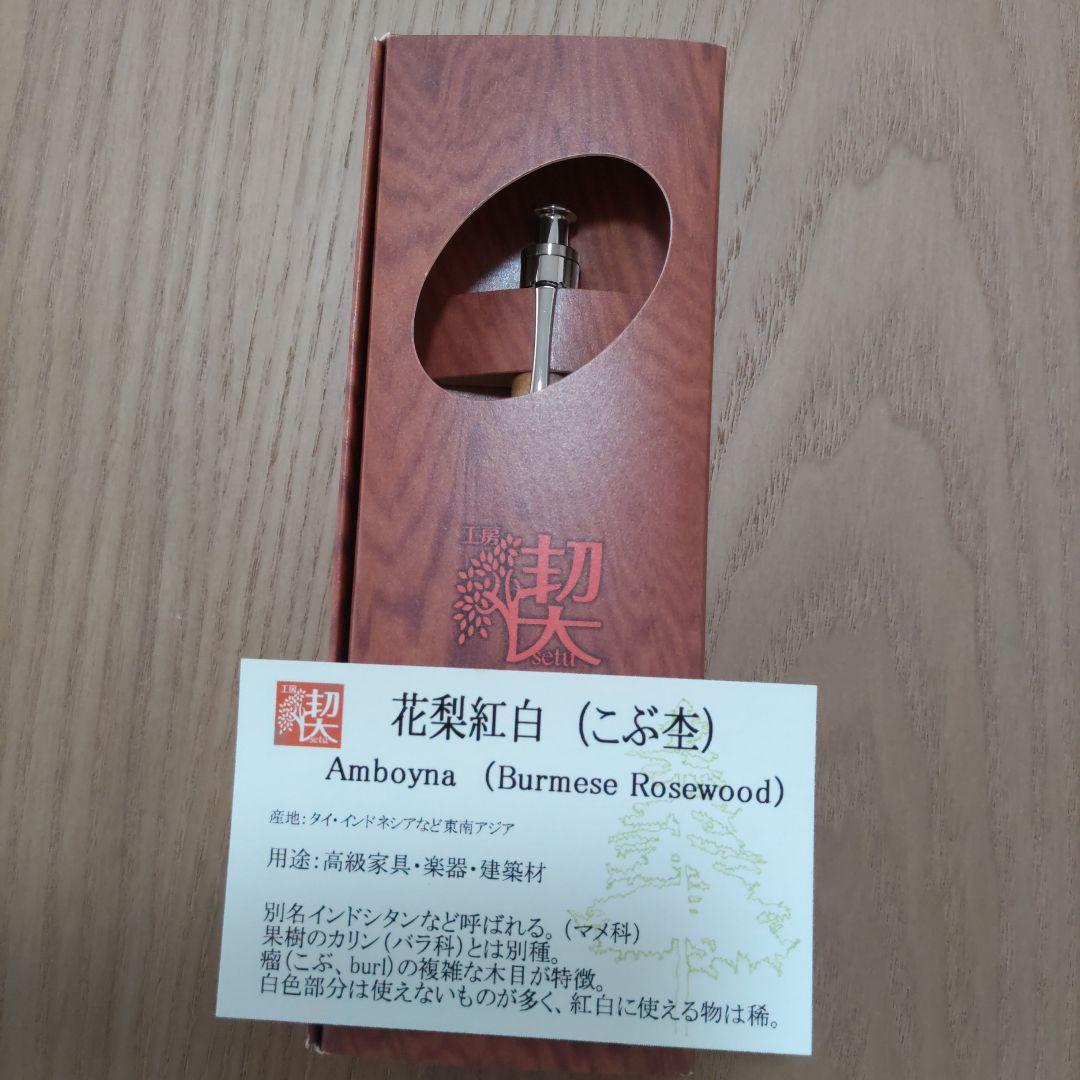 工房
契
setu
工房
契
setu
花梨紅白 (こぶ杢)
Amboyna (Burmese Rosewood)
産地:タイ・インドネシアなど東南アジア
用途:高級家具・楽器・建築材
別名インドシタンなど呼ばれる。(マメ科)
果樹のカリン(バラ科)とは別種。
瘤(こぶ、burl)の複雑な木目が特徴。
白色部分は使えないものが多く、紅白に使える物は稀。